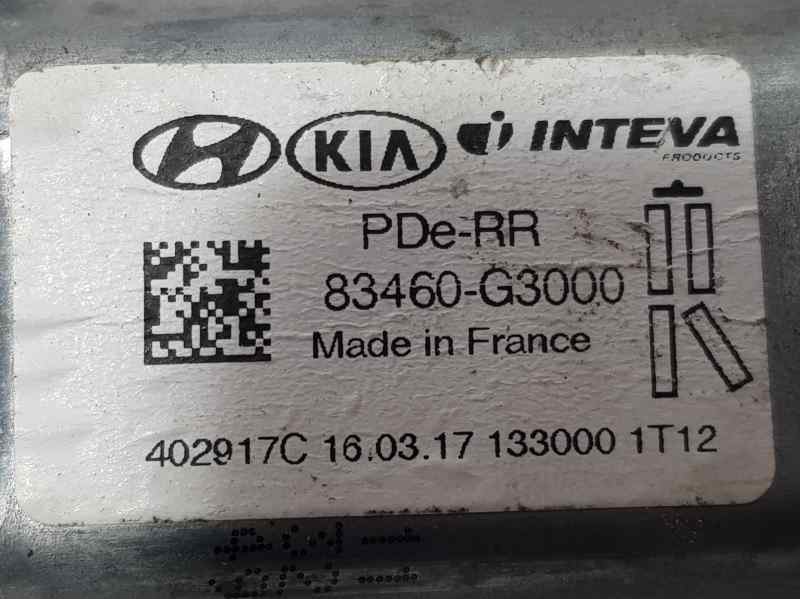 KIA INTEVA
PRODUCTS
PDe-RR
83460-G3000
Made in France
402917C 16.03.17 133000 1T12